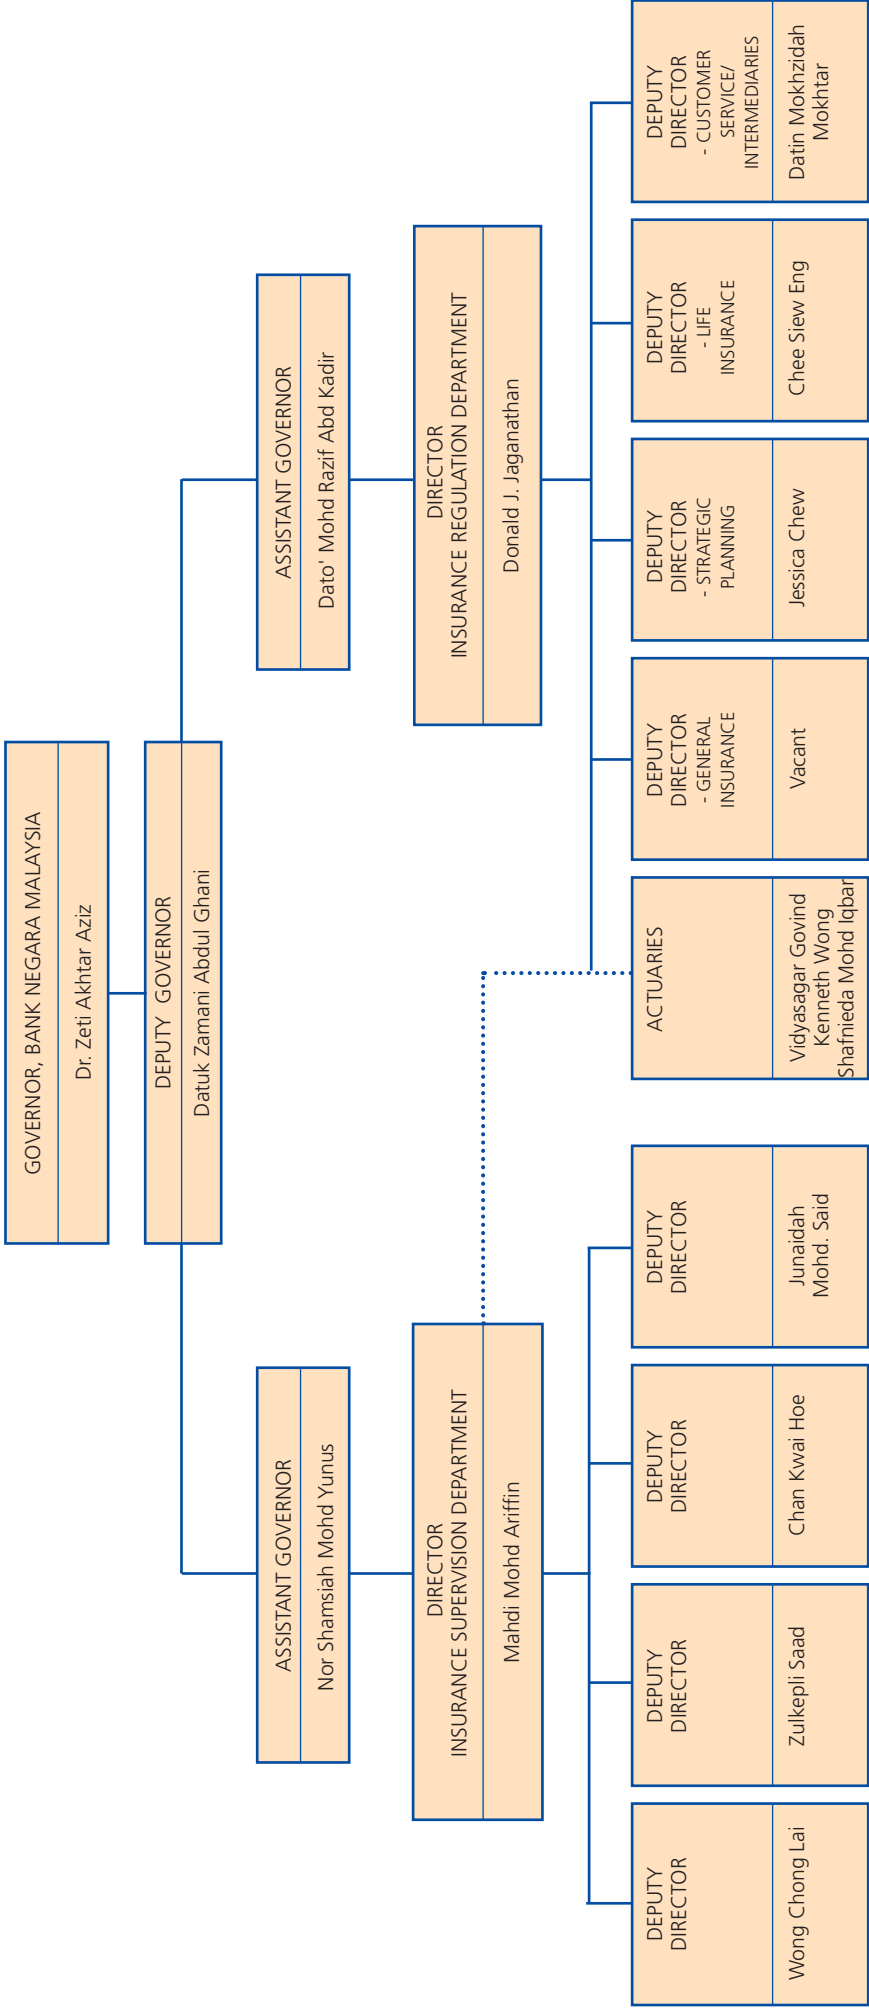 GOVERNOR, BANK NEGARA MALAYSIA
Dr. Zeti Akhtar Aziz
DEPUTY GOVERNOR
Datuk Zamani Abdul Ghani
ASSISTANT GOVERNOR
Nor Shamsiah Mohd Yunus
ASSISTANT GOVERNOR
Dato' Mohd Razif Abd Kadir
DIRECTOR
INSURANCE SUPERVISION DEPARTMENT
Mahdi Mohd Ariffin
DIRECTOR
INSURANCE REGULATION DEPARTMENT
Donald J. Jaganathan
DEPUTY
DIRECTOR
Wong Chong Lai
DEPUTY
DIRECTOR
Zulkepli Saad
DEPUTY
DIRECTOR
Chan Kwai Hoe
DEPUTY
DIRECTOR
Junaidah
Mohd. Said
ACTUARIES
Vidyasagar Govind
Kenneth Wong
Shafnieda Mohd Iqbar
DEPUTY
DIRECTOR
- GENERAL
INSURANCE
Vacant
DEPUTY
DIRECTOR
- STRATEGIC
PLANNING
Jessica Chew
DEPUTY
DIRECTOR
- LIFE
INSURANCE
Chee Siew Eng
DEPUTY
DIRECTOR
- CUSTOMER
SERVICE/
INTERMEDIARIES
Datin Mokhzidah
Mokhtar